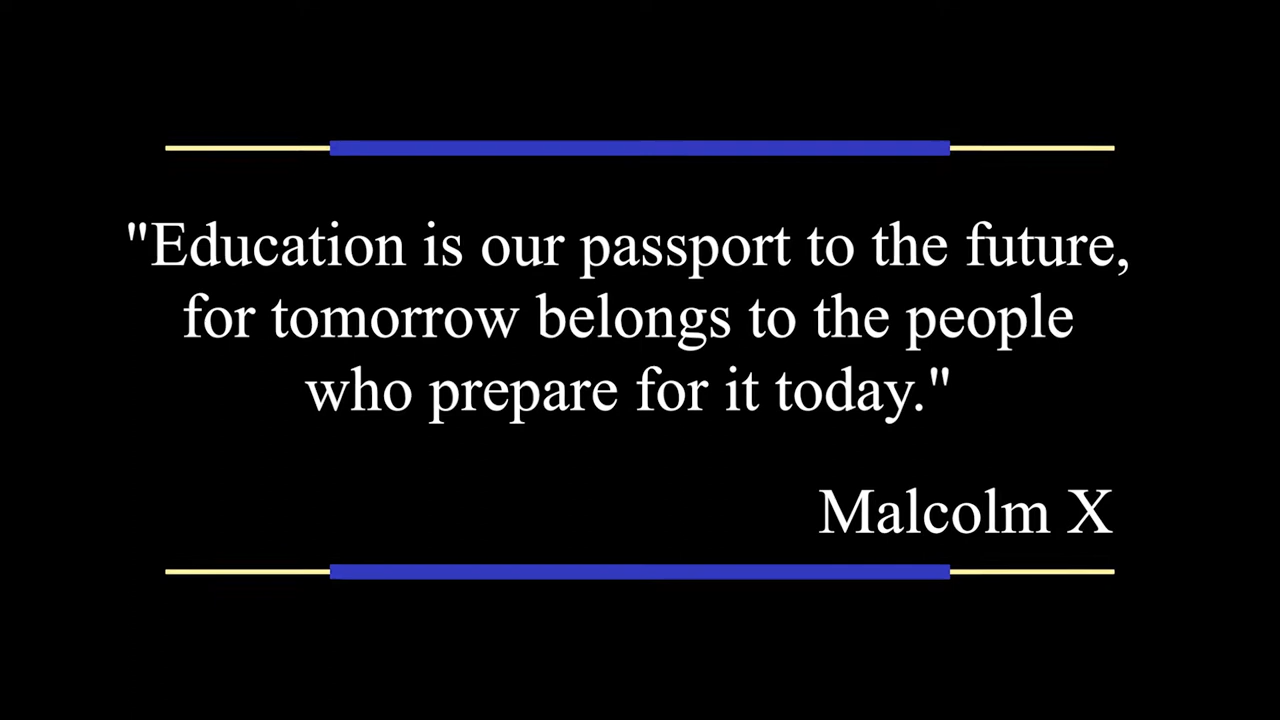 "Education is our passport to the future,
for tomorrow belongs to the people
who prepare for it today."
Malcolm X